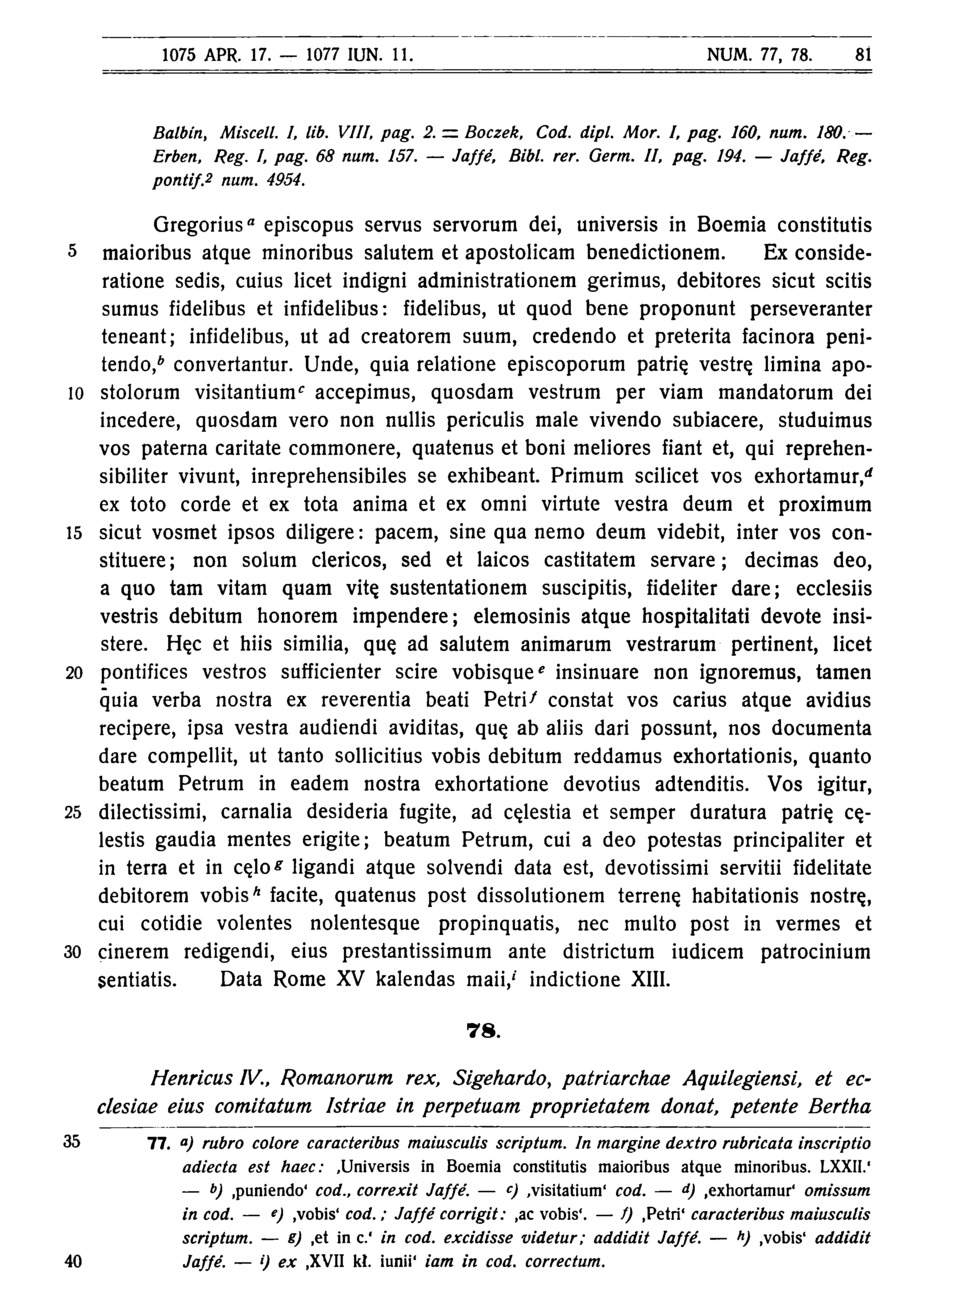 1075 APR. 17. — 1077 IUN. 11. NUM. 77, 78. 81
Balbin, Miscell. I, lib. VIII, pag. 2. = Boczek, Cod. dipl. Mor. I, pag. 160, num. 180. —
Erben, Reg. I, pag. 68 num. 157. — Jaffé, Bibl. rer. Germ. II, pag. 194. — Jaffé, Reg.
pontif.² num. 4954.
Gregorius ᵃ episcopus servus servorum dei, universis in Boemia constitutis
5 maioribus atque minoribus salutem et apostolicam benedictionem. Ex conside-
ratione sedis, cuius licet indigni administrationem gerimus, debitores sicut scitis
sumus fidelibus et infidelibus: fidelibus, ut quod bene proponunt perseveranter
teneant; infidelibus, ut ad creatorem suum, credendo et preterita facinora peni-
tendo,ᵇ convertantur. Unde, quia relatione episcoporum patrię vestrę limina apo-
10 stolorum visitantiumᶜ accepimus, quosdam vestrum per viam mandatorum dei
incedere, quosdam vero non nullis periculis male vivendo subiacere, studuimus
vos paterna caritate commonere, quatenus et boni meliores fiant et, qui reprehen-
sibiliter vivunt, inreprehensibiles se exhibeant. Primum scilicet vos exhortamur,ᵈ
ex toto corde et ex tota anima et ex omni virtute vestra deum et proximum
15 sicut vosmet ipsos diligere: pacem, sine qua nemo deum videbit, inter vos con-
stituere; non solum clericos, sed et laicos castitatem servare; decimas deo,
a quo tam vitam quam vitę sustentationem suscipitis, fideliter dare; ecclesiis
vestris debitum honorem impendere; elemosinis atque hospitalitati devote insi-
stere. Hęc et hiis similia, quę ad salutem animarum vestrarum pertinent, licet
20 pontifices vestros sufficienter scire vobisque ᵉ insinuare non ignoremus, tamen
quia verba nostra ex reverentia beati Petriᶠ constat vos carius atque avidius
recipere, ipsa vestra audiendi aviditas, quę ab aliis dari possunt, nos documenta
dare compellit, ut tanto sollicitius vobis debitum reddamus exhortationis, quanto
beatum Petrum in eadem nostra exhortatione devotius adtenditis. Vos igitur,
25 dilectissimi, carnalia desideria fugite, ad cęlestia et semper duratura patrię cę-
lestis gaudia mentes erigite; beatum Petrum, cui a deo potestas principaliter et
in terra et in cęlo ᵍ ligandi atque solvendi data est, devotissimi servitii fidelitate
debitorem vobis ʰ facite, quatenus post dissolutionem terrenę habitationis nostrę,
cui cotidie volentes nolentesque propinquatis, nec multo post in vermes et
30 cinerem redigendi, eius prestantissimum ante districtum iudicem patrocinium
sentiatis. Data Rome XV kalendas maii,ⁱ indictione XIII.
78.
Henricus IV., Romanorum rex, Sigehardo, patriarchae Aquilegiensi, et ec-
clesiae eius comitatum Istriae in perpetuam proprietatem donat, petente Bertha
35 77. a) rubro colore caracteribus maiusculis scriptum. In margine dextro rubricata inscriptio
adiecta est haec: ‚Universis in Boemia constitutis maioribus atque minoribus. LXXII.‘
— b) ‚puniendo‘ cod., correxit Jaffé. — c) ‚visitatium‘ cod. — d) ‚exhortamur‘ omissum
in cod. — e) ‚vobis‘ cod.; Jaffé corrigit: ‚ac vobis‘. — f) ‚Petri‘ caracteribus maiusculis
scriptum. — g) ‚et in c.‘ in cod. excidisse videtur; addidit Jaffé. — h) ‚vobis‘ addidit
40 Jaffé. — i) ex ‚XVII kł. iunii‘ iam in cod. correctum.